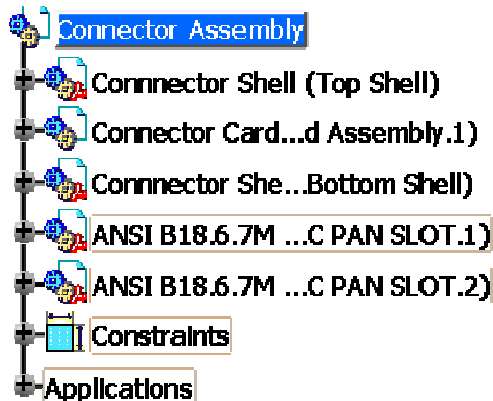 Connector Assembly
Connnector Shell (Top Shell)
Connector Card...d Assembly.1)
Connnector She...Bottom Shell)
ANSI B18.6.7M ...C PAN SLOT.1)
ANSI B18.6.7M ...C PAN SLOT.2)
Constraints
Applications